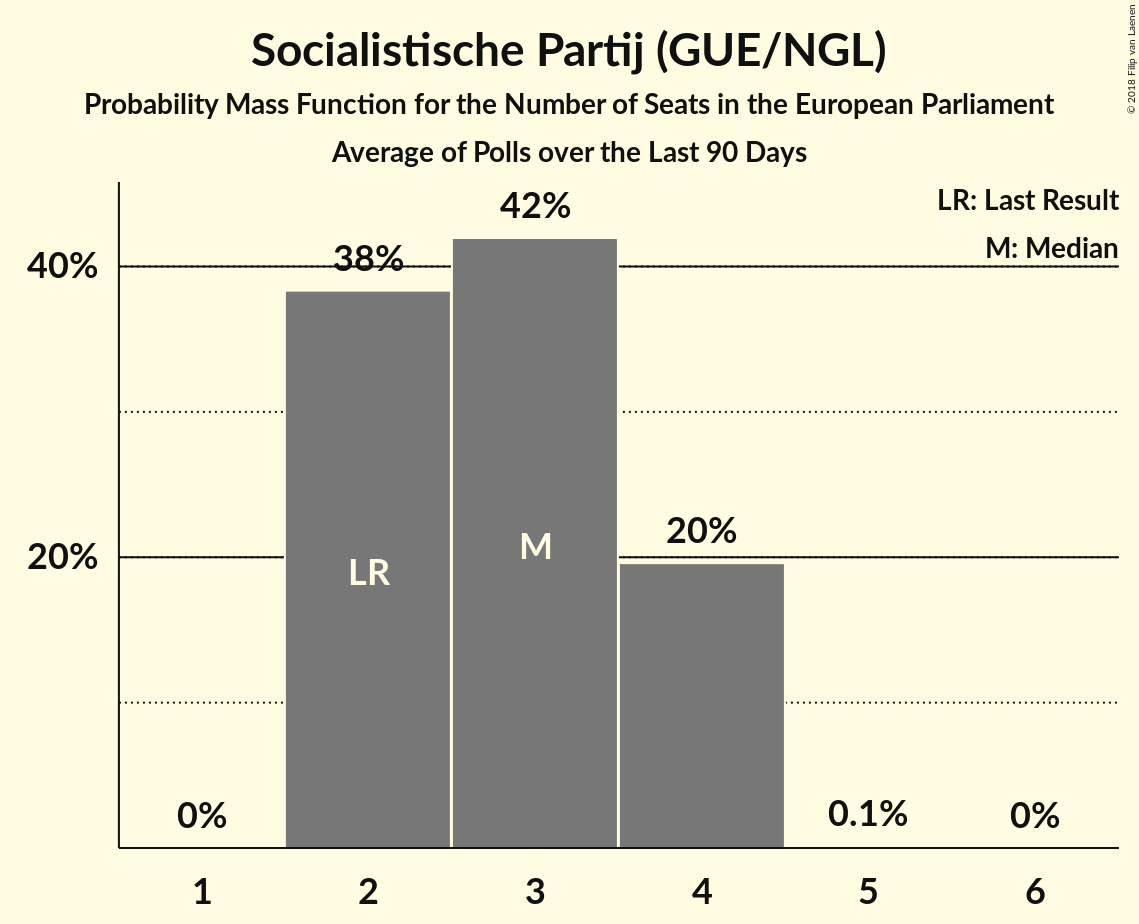 Socialistische Partij (GUE/NGL)
Probability Mass Function for the Number of Seats in the European Parliament
Average of Polls over the Last 90 Days
© 2018 Filip van Laenen
LR: Last Result
M: Median
42%
38%
40%
20%
20%
LR
M
0%
0.1%
0%
1 2 3 4 5 6